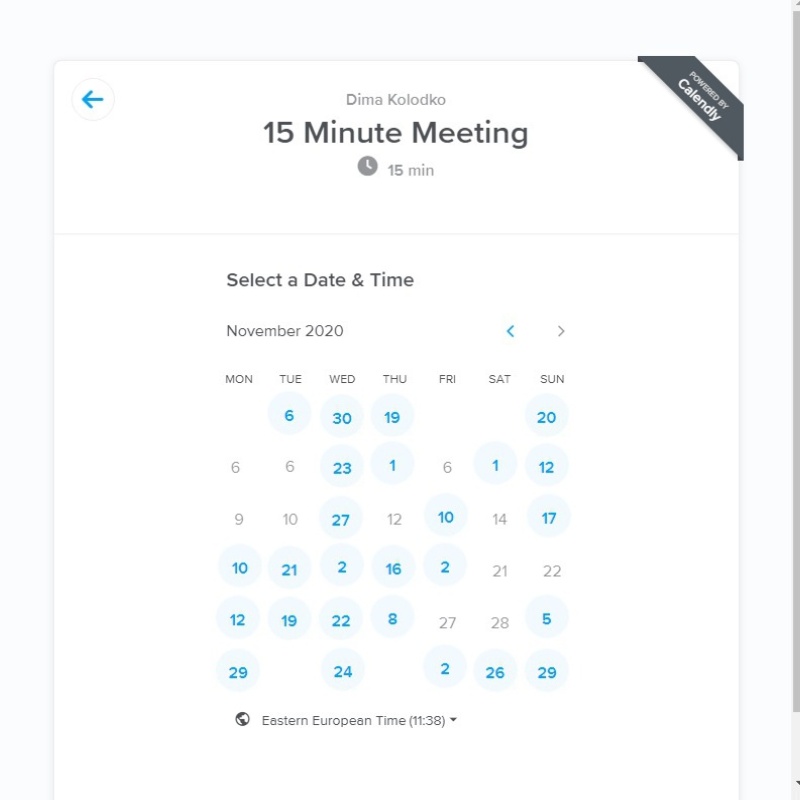 POWERED BY
Calendly
Dima Kolodko
15 Minute Meeting
15 min
Select a Date & Time
November 2020
MON TUE WED THU FRI SAT SUN
6 30 19 20
6 6 23 1 6 1 12
9 10 27 12 10 14 17
10 21 2 16 2 21 22
12 19 22 8 27 28 5
29 24 2 26 29
Eastern European Time (11:38)